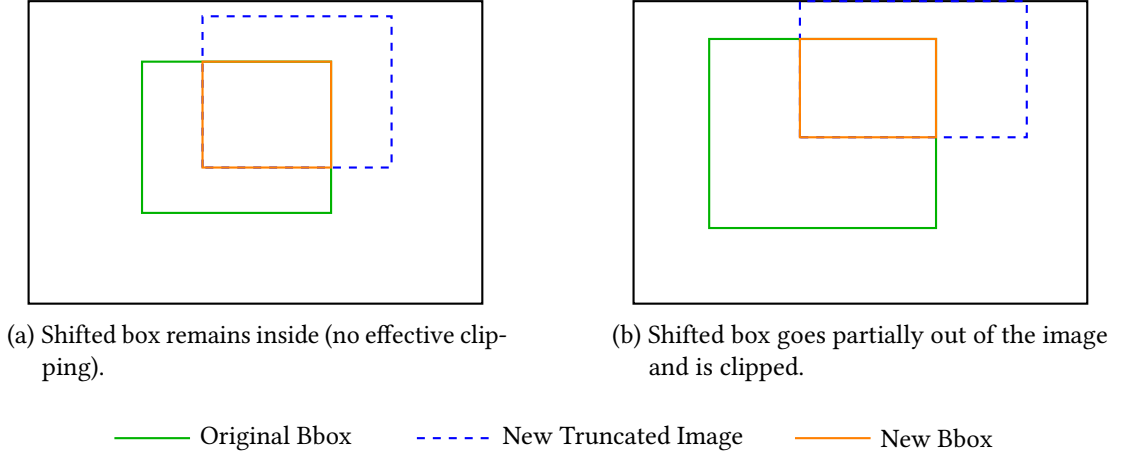 (a) Shifted box remains inside (no effective clip-
ping).
(b) Shifted box goes partially out of the image
and is clipped.
Original Bbox
New Truncated Image
New Bbox